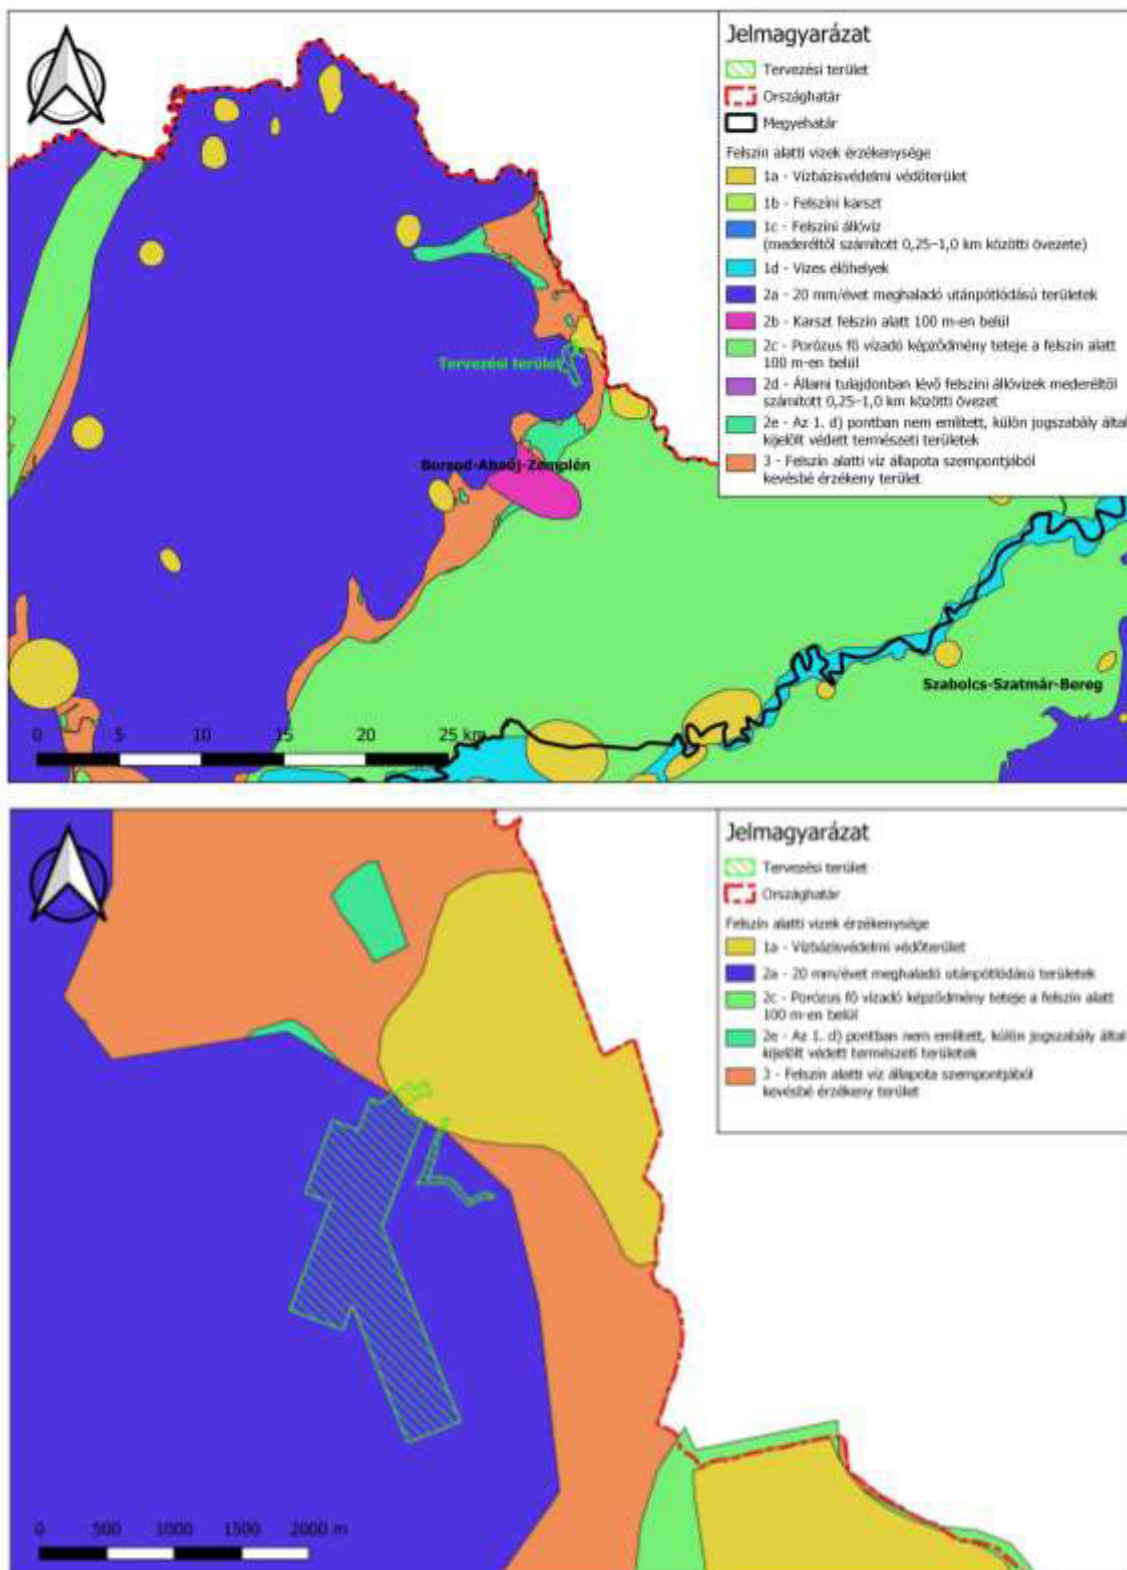 Jelmagyarázat
Tervezési terület
Országhatár
Megyehatár
Felszín alatti vizek érzékenysége
1a - Vízbázisvédelmi védőterület
1b - Felszíni karszt
1c - Felszíni állóvíz
(mederéltől számított 0,25–1,0 km közötti övezete)
1d - Vizes élőhelyek
2a - 20 mm/évet meghaladó utánpótlódású területek
2b - Karszt felszín alatt 100 m-en belül
2c - Porózus fő vízadó képződmény teteje a felszín alatt
100 m-en belül
2d - Állami tulajdonban lévő felszíni állóvizek mederéltől
számított 0,25–1,0 km közötti övezet
2e - Az 1. d) pontban nem említett, külön jogszabály által
kijelölt védett természeti területek
3 - Felszín alatti víz állapota szempontjából
kevésbé érzékeny terület
Tervezési terület
Borsod-Abaúj-Zemplén
Szabolcs-Szatmár-Bereg
0 5 10 15 20 25 km
Jelmagyarázat
Tervezési terület
Országhatár
Felszín alatti vizek érzékenysége
1a - Vízbázisvédelmi védőterület
2a - 20 mm/évet meghaladó utánpótlódású területek
2c - Porózus fő vízadó képződmény teteje a felszín alatt
100 m-en belül
2e - Az 1. d) pontban nem említett, külön jogszabály által
kijelölt védett természeti területek
3 - Felszín alatti víz állapota szempontjából
kevésbé érzékeny terület
0 500 1000 1500 2000 m